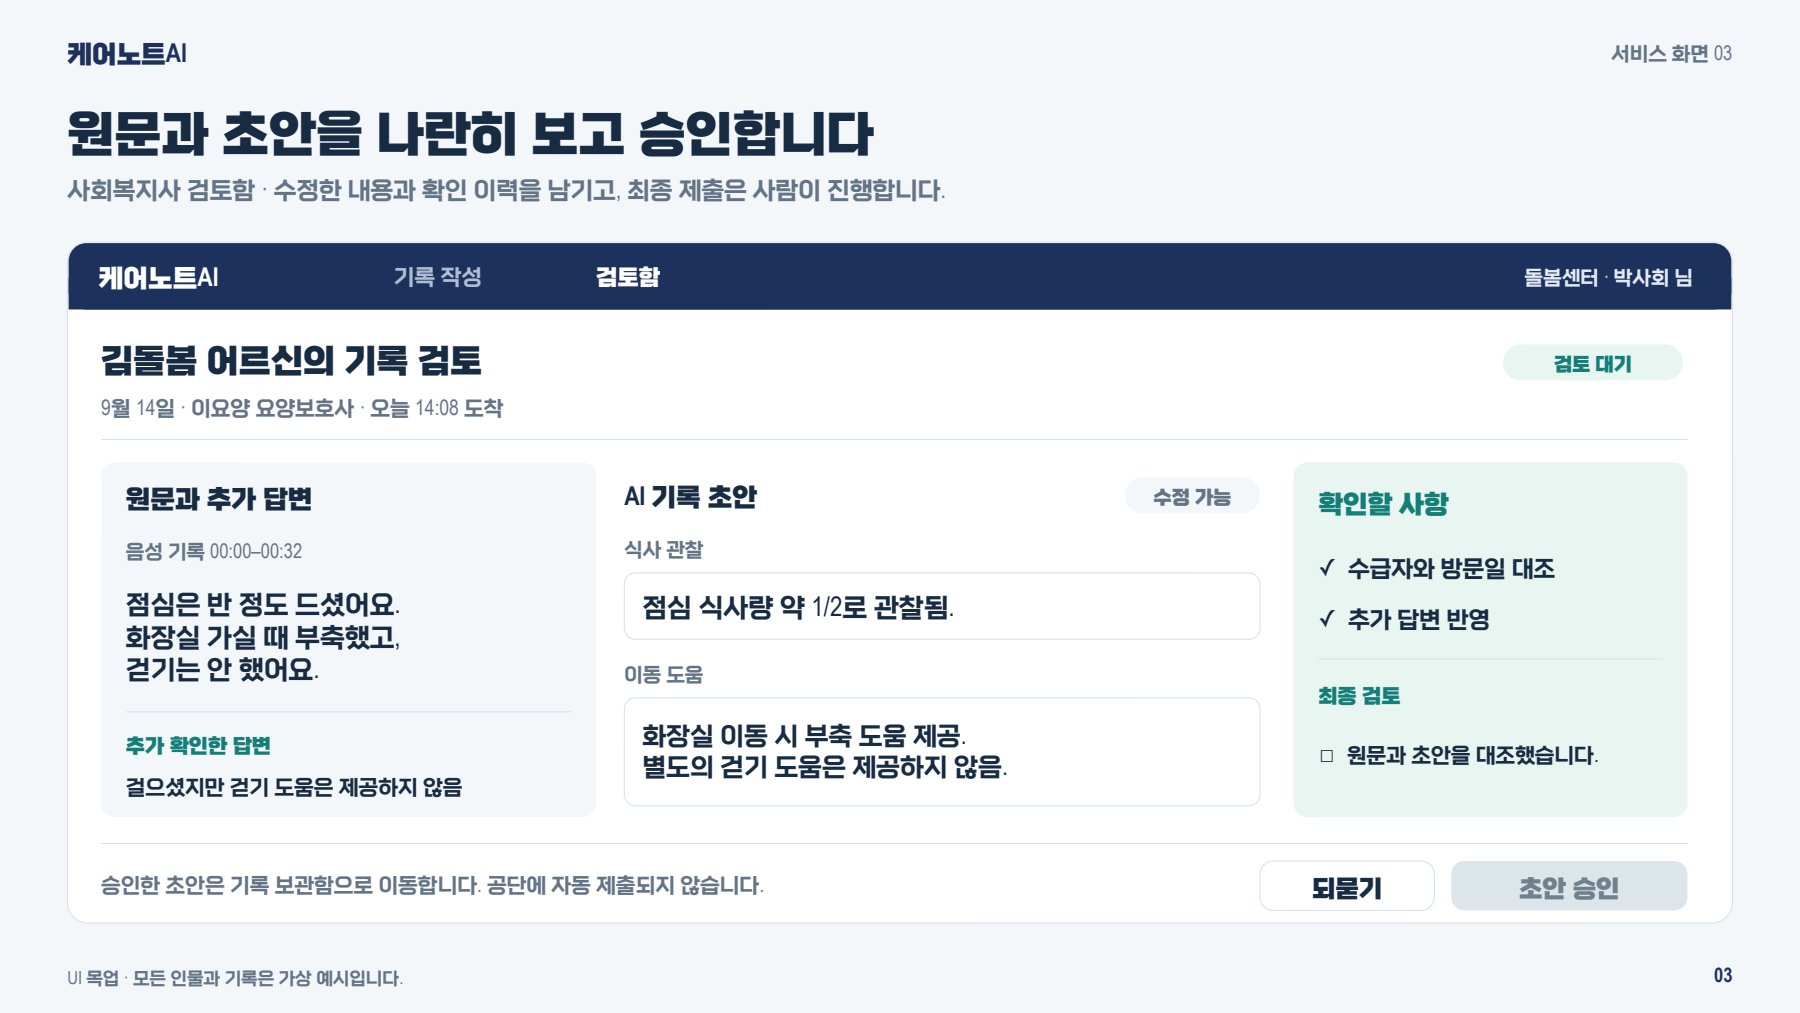 케어노트AI
서비스 화면 03
원문과 초안을 나란히 보고 승인합니다
사회복지사 검토함 · 수정한 내용과 확인 이력을 남기고, 최종 제출은 사람이 진행합니다.
케어노트AI
기록 작성
검토함
돌봄센터 · 박사회 님
김돌봄 어르신의 기록 검토
검토 대기
9월 14일 · 이요양 요양보호사 · 오늘 14:08 도착
원문과 추가 답변
음성 기록 00:00–00:32
점심은 반 정도 드셨어요.
화장실 가실 때 부축했고,
걷기는 안 했어요.
추가 확인한 답변
걸으셨지만 걷기 도움은 제공하지 않음
AI 기록 초안
수정 가능
식사 관찰
점심 식사량 약 1/2로 관찰됨.
이동 도움
화장실 이동 시 부축 도움 제공.
별도의 걷기 도움은 제공하지 않음.
확인할 사항
✓ 수급자와 방문일 대조
✓ 추가 답변 반영
최종 검토
□ 원문과 초안을 대조했습니다.
승인한 초안은 기록 보관함으로 이동합니다. 공단에 자동 제출되지 않습니다.
되묻기
초안 승인
UI 목업 · 모든 인물과 기록은 가상 예시입니다.
03